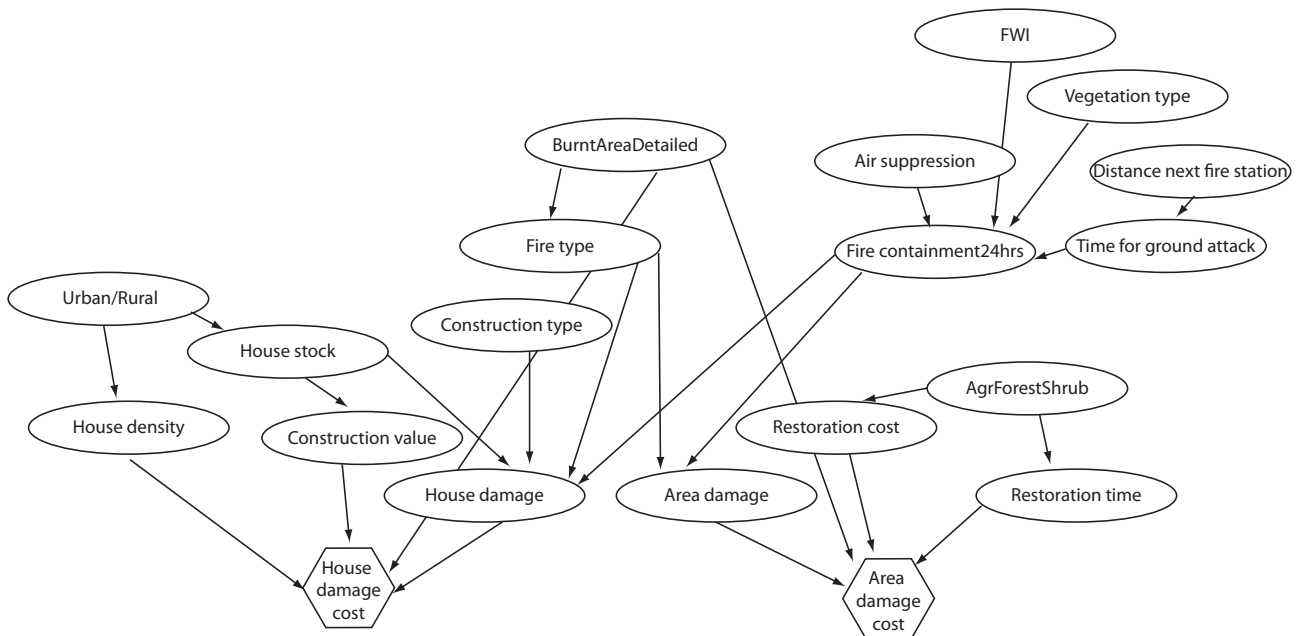 FWI
Vegetation type
BurntAreaDetailed
Air suppression
Distance next fire station
Fire type
Fire containment24hrs
Time for ground attack
Urban/Rural
Construction type
House stock
AgrForestShrub
House density
Construction value
Restoration cost
House damage
Area damage
Restoration time
House
damage
cost
Area
damage
cost